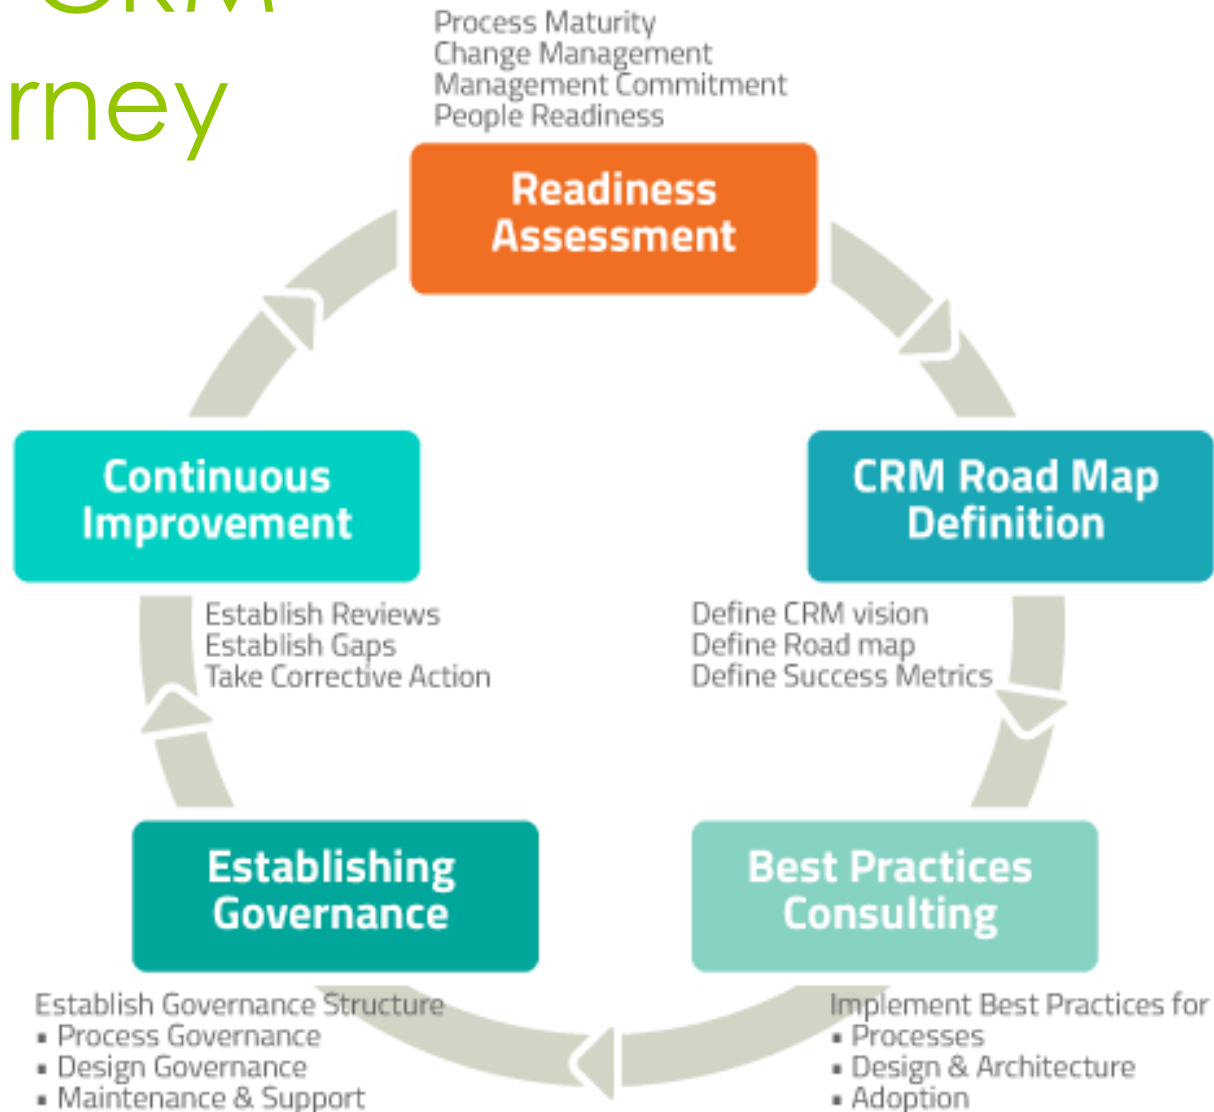 CRM
rney
Process Maturity
Change Management
Management Commitment
People Readiness
Readiness
Assessment
Continuous
Improvement
CRM Road Map
Definition
Establish Reviews
Establish Gaps
Take Corrective Action
Define CRM vision
Define Road map
Define Success Metrics
Establishing
Governance
Best Practices
Consulting
Establish Governance Structure
▪ Process Governance
▪ Design Governance
▪ Maintenance & Support
Implement Best Practices for
▪ Processes
▪ Design & Architecture
▪ Adoption